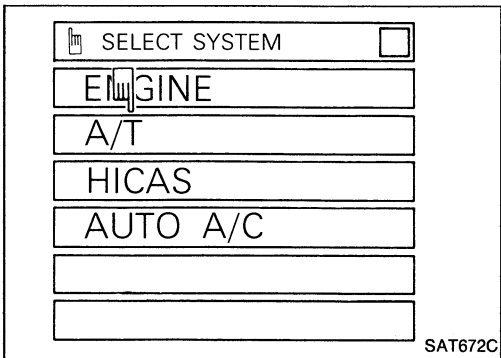 SELECT SYSTEM
ENGINE
A/T
HICAS
AUTO A/C
SAT672C